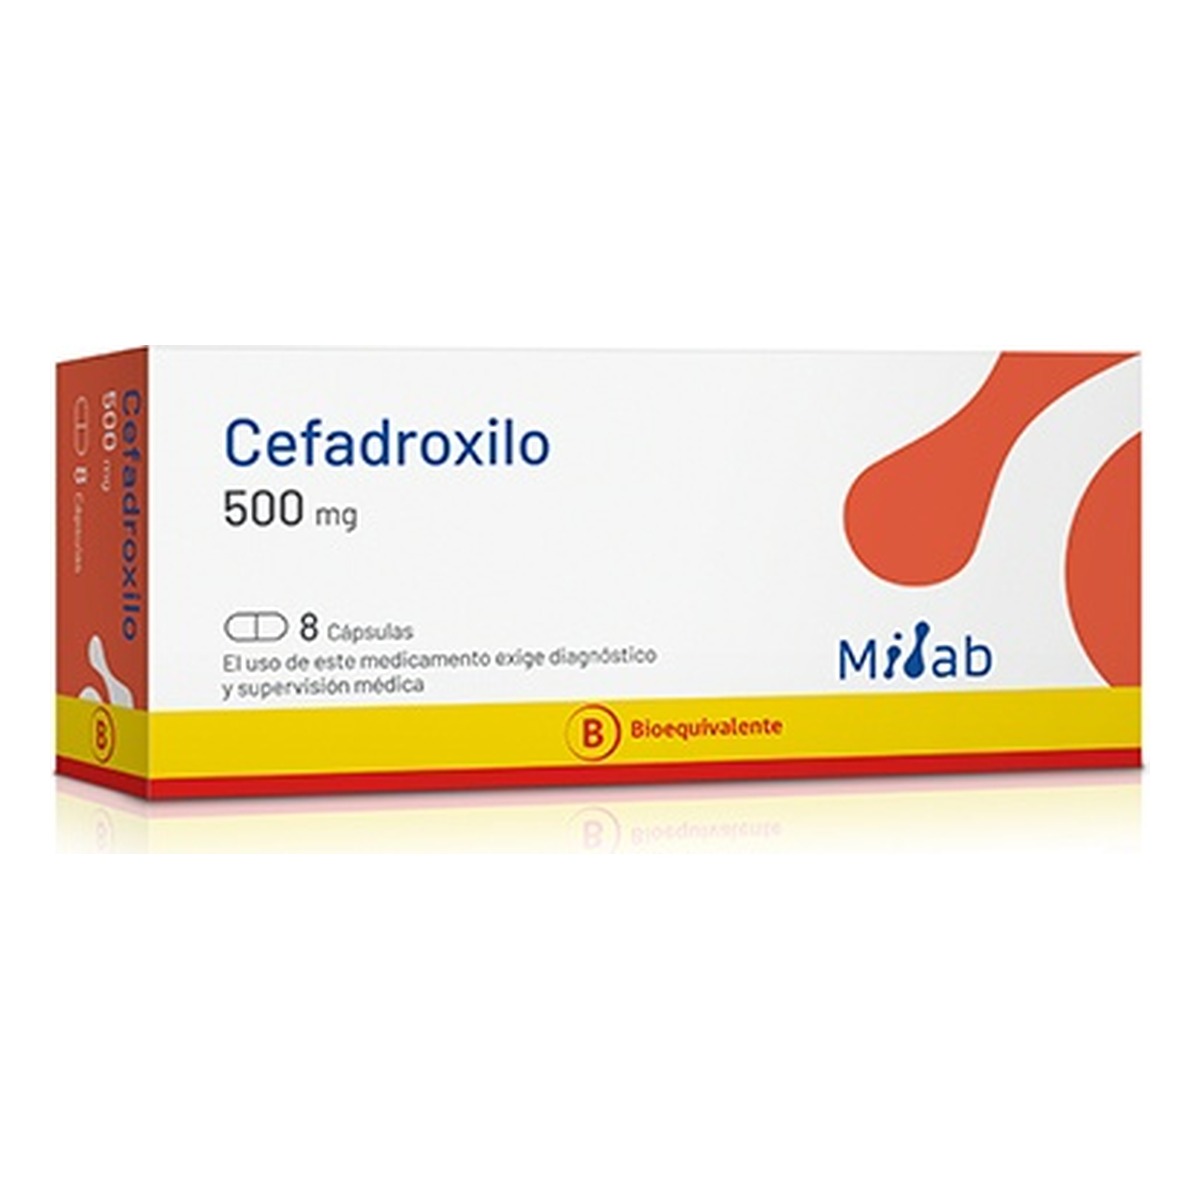 Cefadroxilo
500 mg
8 Cápsulas
Cefadroxilo
500 mg
8 Cápsulas
El uso de este medicamento exige diagnóstico
y supervisión médica
Milab
B
B Bioequivalente